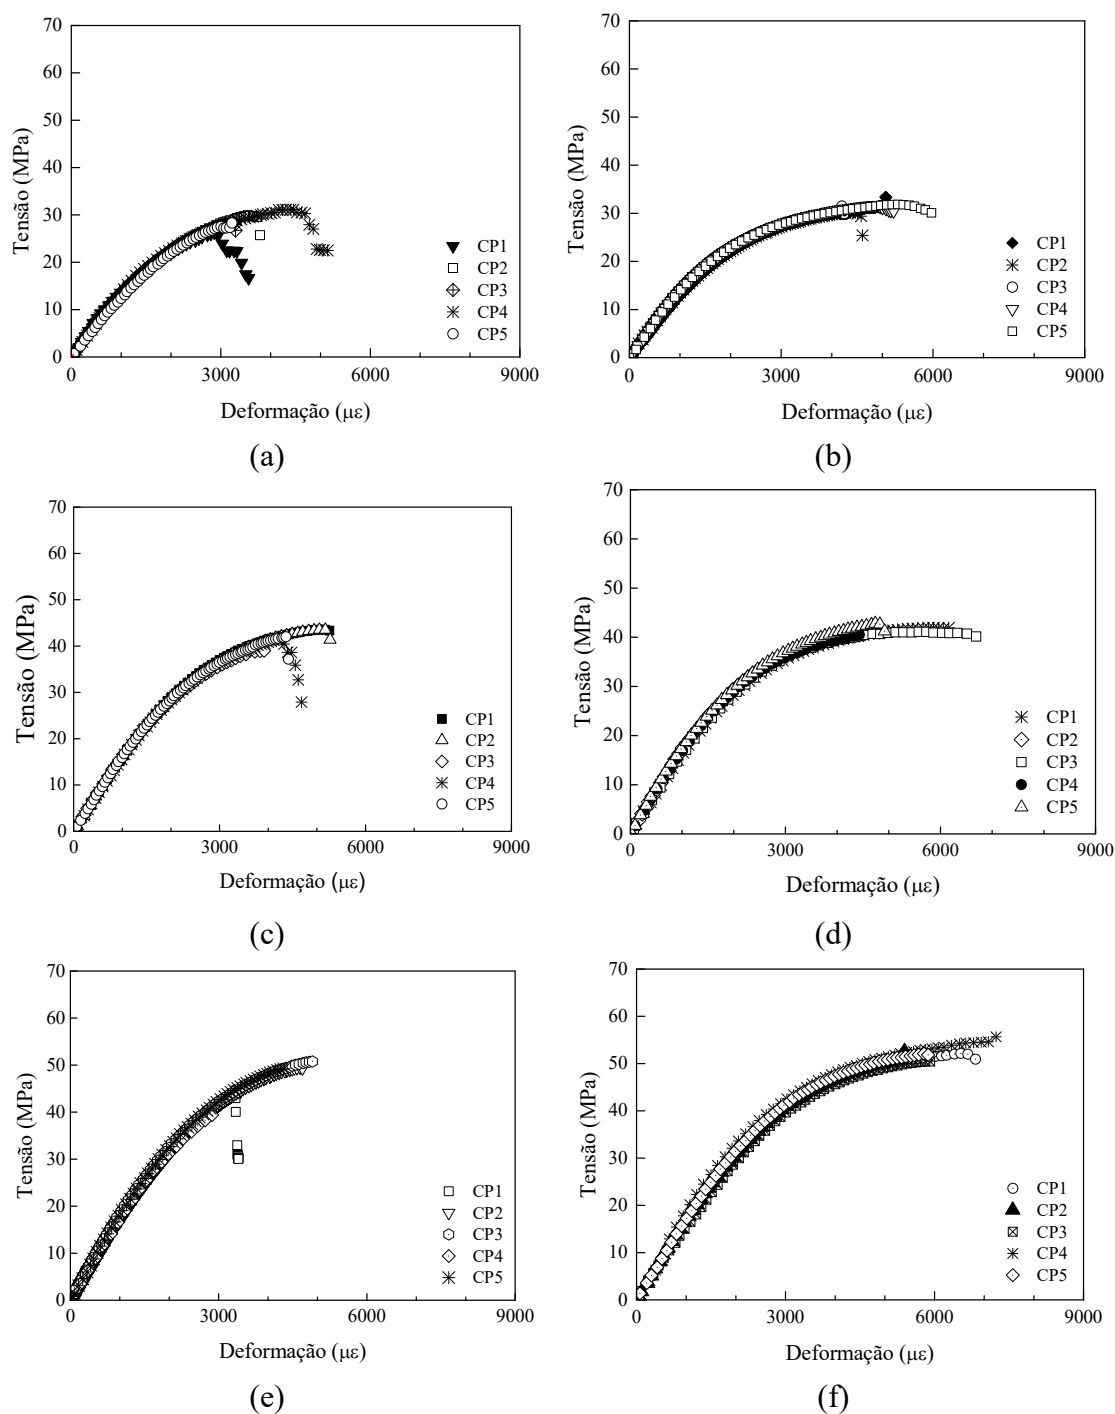 70
60
50
40
30
20
10
0
Tensão (MPa)
CP1
CP2
CP3
CP4
CP5
0 3000 6000 9000
Deformação (με)
(a)
70
60
50
40
30
20
10
0
Tensão (MPa)
CP1
CP2
CP3
CP4
CP5
0 3000 6000 9000
Deformação (με)
(b)
70
60
50
40
30
20
10
0
Tensão (MPa)
CP1
CP2
CP3
CP4
CP5
0 3000 6000 9000
Deformação (με)
(c)
70
60
50
40
30
20
10
0
Tensão (MPa)
CP1
CP2
CP3
CP4
CP5
0 3000 6000 9000
Deformação (με)
(d)
70
60
50
40
30
20
10
0
Tensão (MPa)
CP1
CP2
CP3
CP4
CP5
0 3000 6000 9000
Deformação (με)
(e)
70
60
50
40
30
20
10
0
Tensão (MPa)
CP1
CP2
CP3
CP4
CP5
0 3000 6000 9000
Deformação (με)
(f)